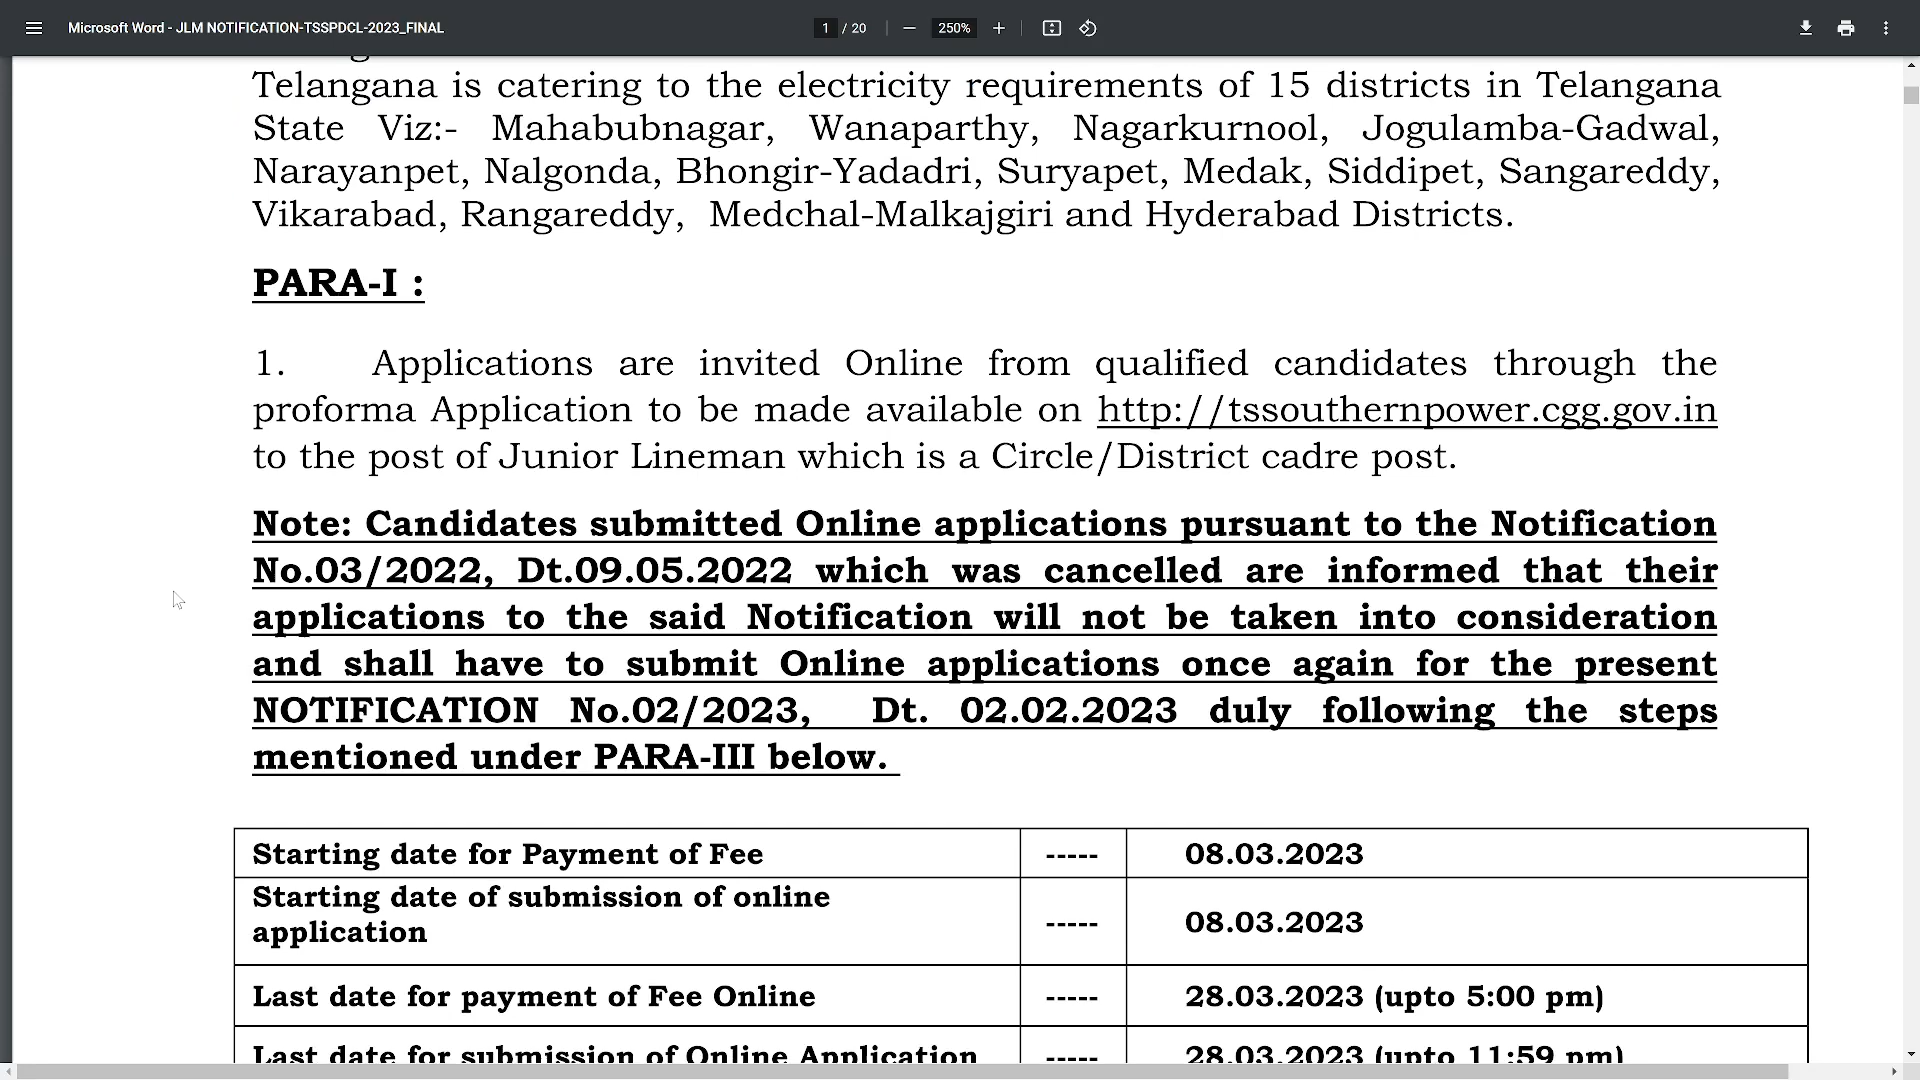 Microsoft Word - JLM NOTIFICATION-TSSPDCL-2023_FINAL
1 / 20
250%
Telangana is catering to the electricity requirements of 15 districts in Telangana
State Viz:- Mahabubnagar, Wanaparthy, Nagarkurnool, Jogulamba-Gadwal,
Narayanpet, Nalgonda, Bhongir-Yadadri, Suryapet, Medak, Siddipet, Sangareddy,
Vikarabad, Rangareddy, Medchal-Malkajgiri and Hyderabad Districts.
PARA-I :
1. Applications are invited Online from qualified candidates through the
proforma Application to be made available on http://tssouthernpower.cgg.gov.in
to the post of Junior Lineman which is a Circle/District cadre post.
Note: Candidates submitted Online applications pursuant to the Notification
No.03/2022, Dt.09.05.2022 which was cancelled are informed that their
applications to the said Notification will not be taken into consideration
and shall have to submit Online applications once again for the present
NOTIFICATION No.02/2023, Dt. 02.02.2023 duly following the steps
mentioned under PARA-III below.
Starting date for Payment of Fee ----- 08.03.2023
Starting date of submission of online
application ----- 08.03.2023
Last date for payment of Fee Online ----- 28.03.2023 (upto 5:00 pm)
Last date for submission of Online Application ----- 28.03.2023 (upto 11:59 pm)